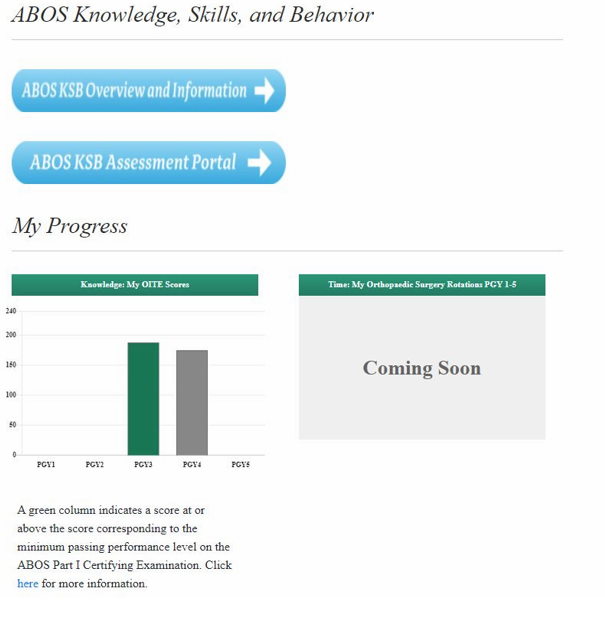 ABOS Knowledge, Skills, and Behavior
ABOS KSB Overview and Information
ABOS KSB Assessment Portal
My Progress
Knowledge: My OITE Scores
240
200
150
100
50
0
PGY1
PGY2
PGY3
PGY4
PGY5
A green column indicates a score at or
above the score corresponding to the
minimum passing performance level on the
ABOS Part I Certifying Examination. Click
here for more information.
Time: My Orthopaedic Surgery Rotations PGY 1-5
Coming Soon